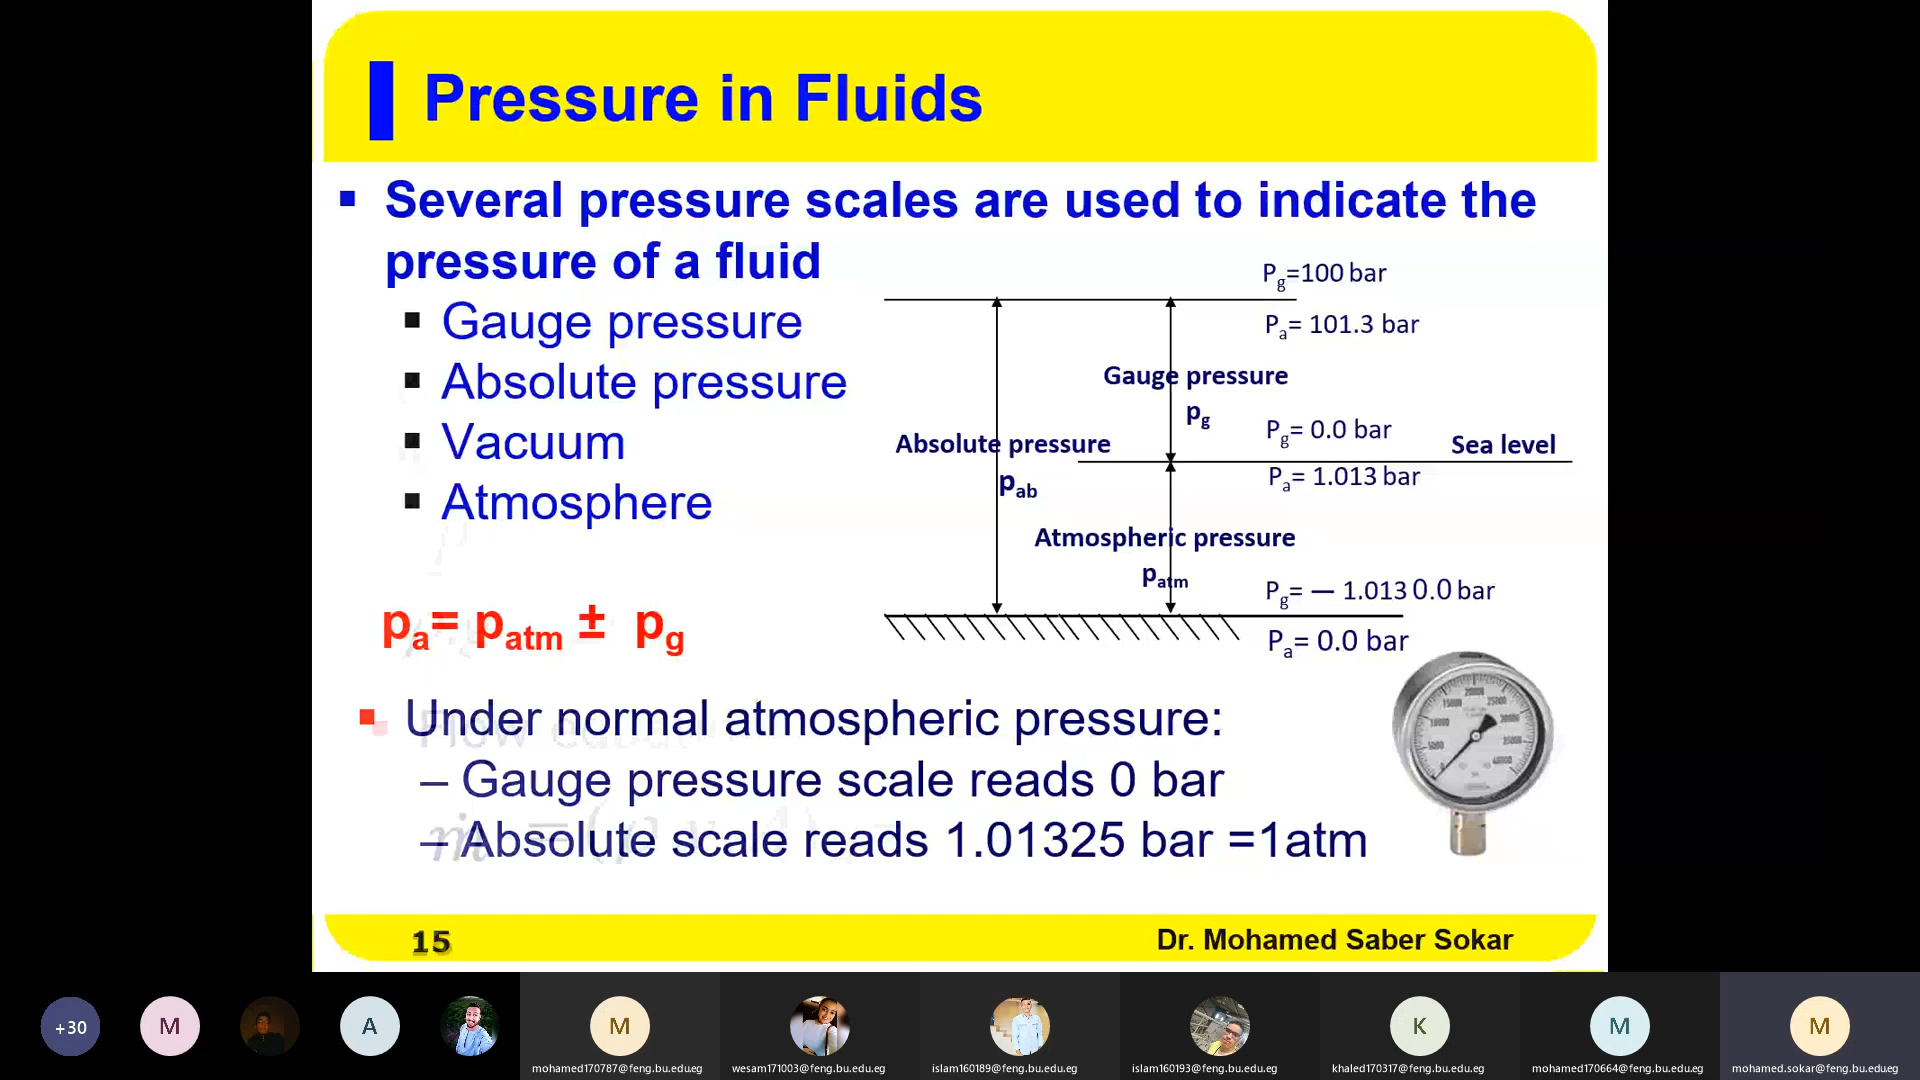 Pressure in Fluids
Several pressure scales are used to indicate the
pressure of a fluid
Gauge pressure
Absolute pressure
Vacuum
Atmosphere
Pg=100 bar
Pa= 101.3 bar
Gauge pressure
pg
Pg= 0.0 bar
Sea level
Absolute pressure
pab
Pa= 1.013 bar
Atmospheric pressure
patm
Pg= — 1.013 0.0 bar
Pa= 0.0 bar
pa= patm ± pg
Under normal atmospheric pressure:
– Gauge pressure scale reads 0 bar
– Absolute scale reads 1.01325 bar =1atm
15
Dr. Mohamed Saber Sokar
+30
M
A
M
K
M
M
mohamed170787@feng.bu.edu.eg
wesam171003@feng.bu.edu.eg
islam160189@feng.bu.edu.eg
islam160193@feng.bu.edu.eg
khaled170317@feng.bu.edu.eg
mohamed170664@feng.bu.edu.eg
mohamed.sokar@feng.bu.edu.eg